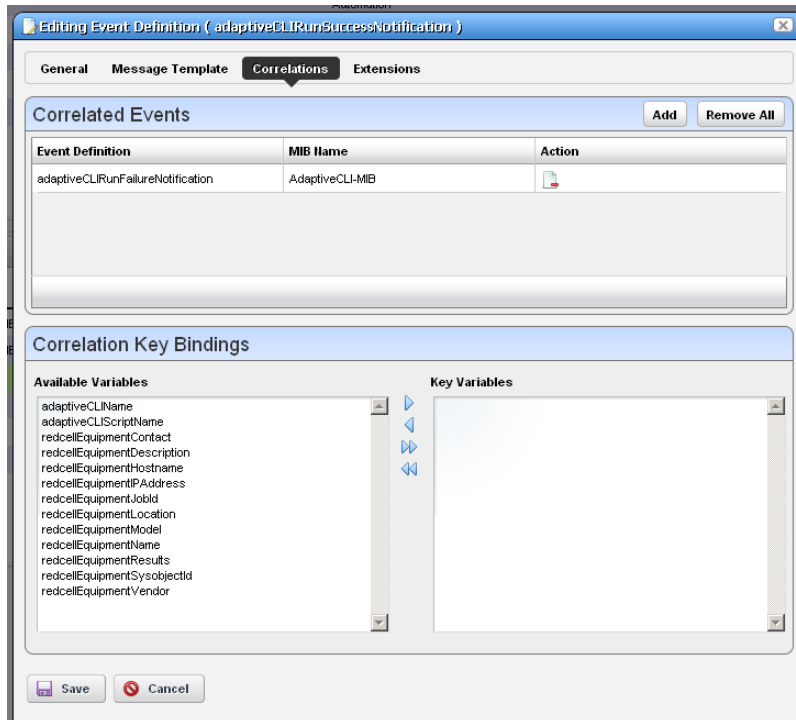 Automation
Editing Event Definition ( adaptiveCLIRunSuccessNotification )
General Message Template Correlations Extensions
Correlated Events Add Remove All
Event Definition MIB Name Action
adaptiveCLIRunFailureNotification AdaptiveCLI-MIB
Correlation Key Bindings
Available Variables Key Variables
adaptiveCLIName
adaptiveCLIScriptName
redcellEquipmentContact
redcellEquipmentDescription
redcellEquipmentHostname
redcellEquipmentIPAddress
redcellEquipmentJobId
redcellEquipmentLocation
redcellEquipmentModel
redcellEquipmentName
redcellEquipmentResults
redcellEquipmentSysobjectId
redcellEquipmentVendor
Save Cancel